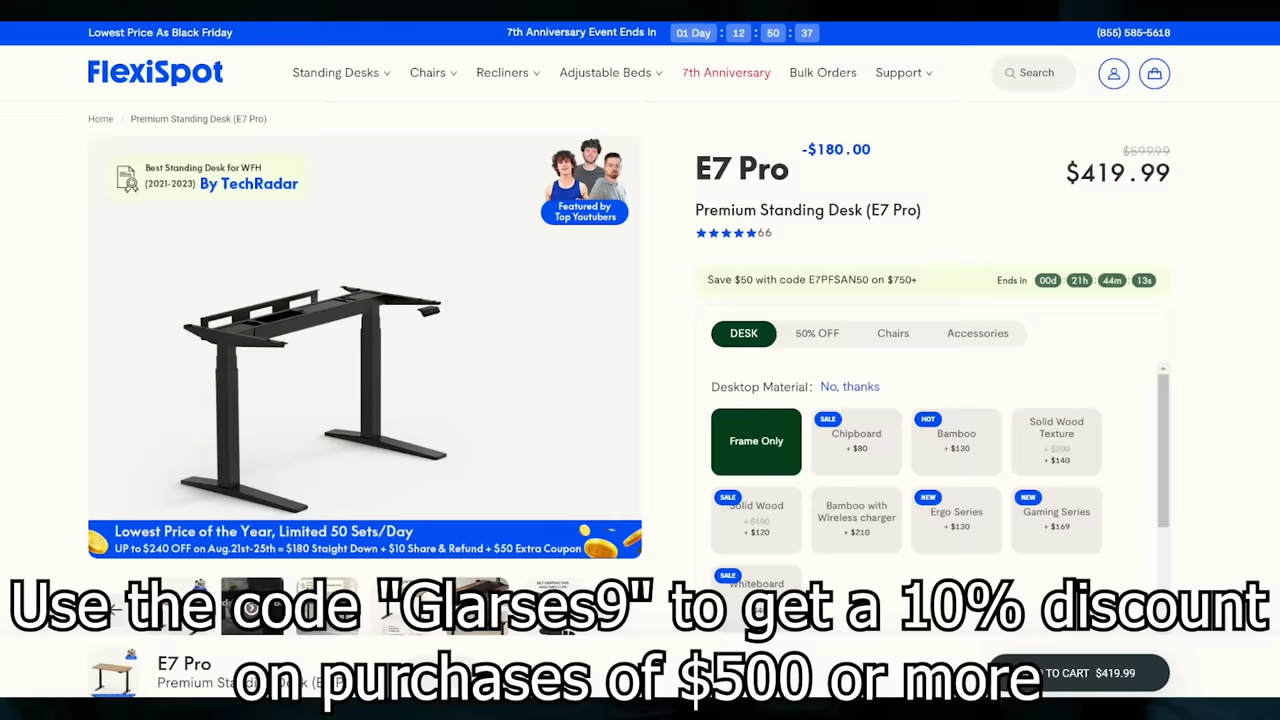 Lowest Price As Black Friday
7th Anniversary Event Ends In 01 Day : 12 : 50 : 37
(855) 585-5618
FlexiSpot
Standing Desks Chairs Recliners Adjustable Beds 7th Anniversary Bulk Orders Support
Search
Home / Premium Standing Desk (E7 Pro)
Best Standing Desk for WFH
(2021-2023) By TechRadar
Featured by
Top Youtubers
Lowest Price of the Year, Limited 50 Sets/Day
UP to $240 OFF on Aug.21st-25th = $180 Straight Down + $10 Share & Refund + $50 Extra Coupon
E7 Pro
-$180.00
$599.99
$419.99
Premium Standing Desk (E7 Pro)
★★★★★66
Save $50 with code E7PFSAN50 on $750+
Ends in 00d : 21h : 44m : 13s
DESK 50% OFF Chairs Accessories
Desktop Material: No, thanks
Frame Only
SALE
Chipboard
+ $80
HOT
Bamboo
+ $130
Solid Wood
Texture
+ $200
+ $140
SALE
Solid Wood
+ $190
+ $120
Bamboo with
Wireless charger
+ $210
NEW
Ergo Series
+ $130
NEW
Gaming Series
+ $169
SALE
Whiteboard
Use the code "Glarses9" to get a 10% discount
on purchases of $500 or more
E7 Pro
Premium
TO CART $419.99